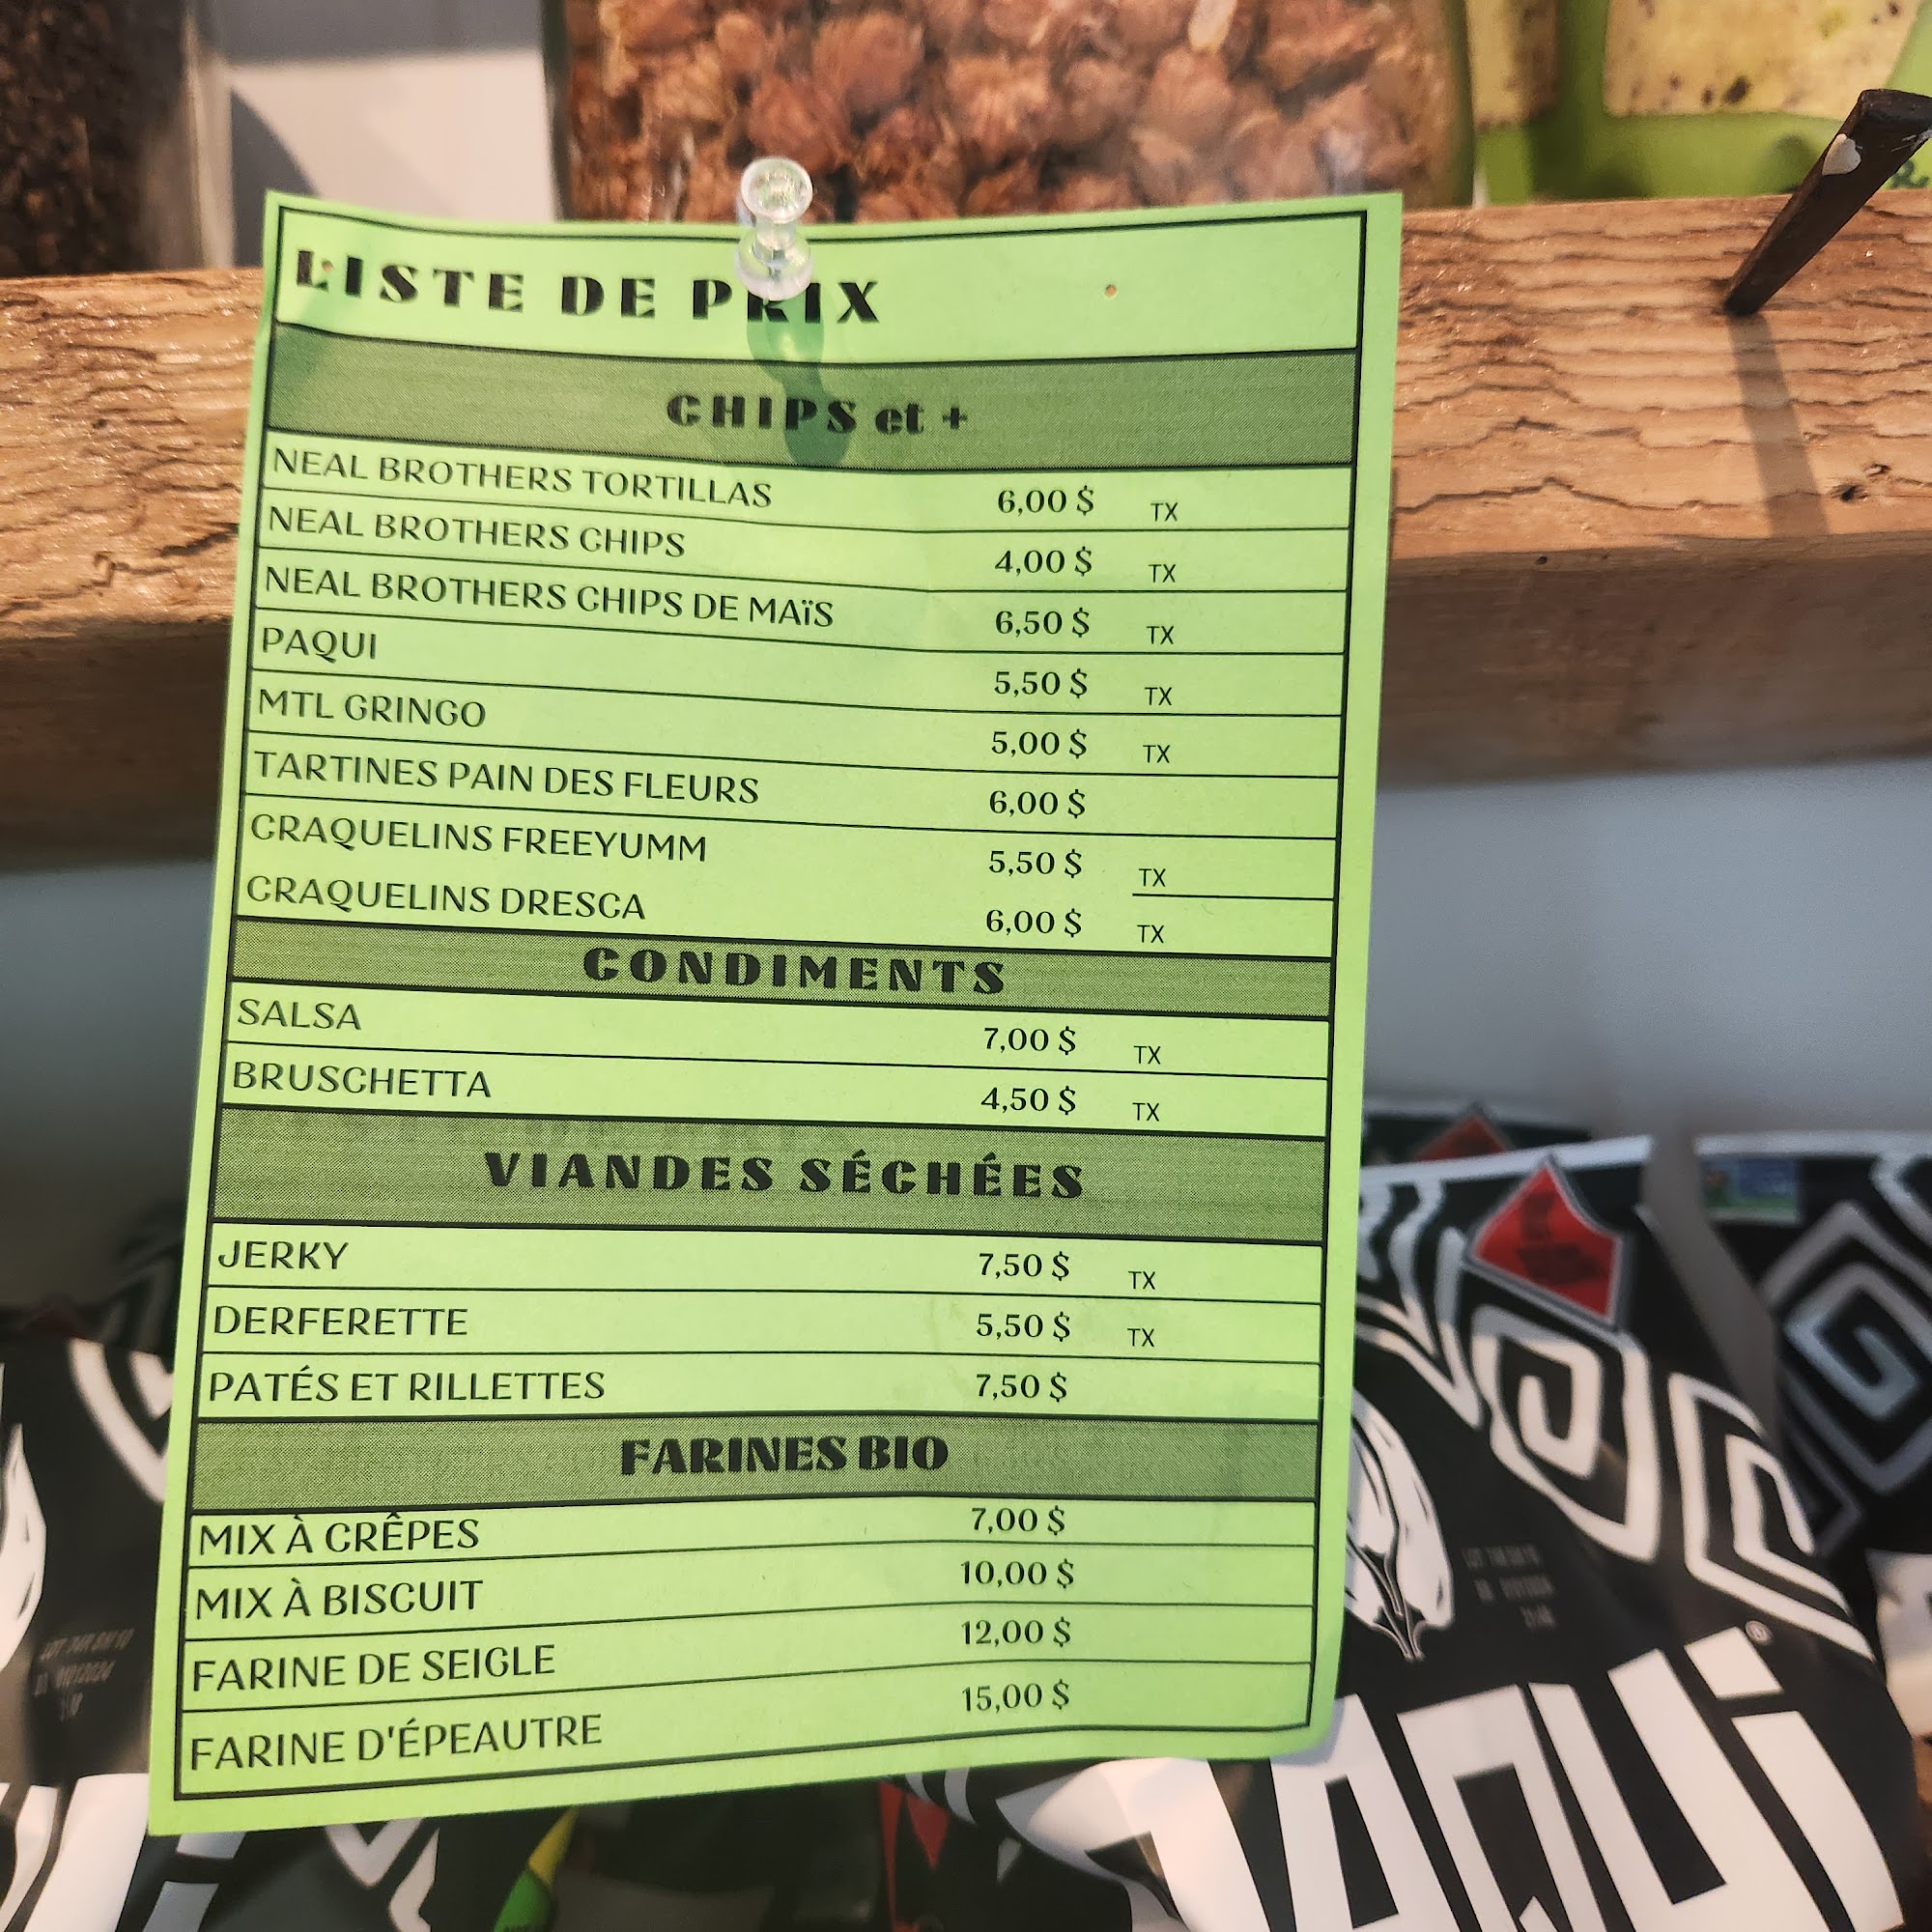 LISTE DE PRIX
CHIPS et +
NEAL BROTHERS TORTILLAS 6,00 $ TX
NEAL BROTHERS CHIPS 4,00 $ TX
NEAL BROTHERS CHIPS DE MAïS 6,50 $ TX
PAQUI 5,50 $ TX
MTL GRINGO 5,00 $ TX
TARTINES PAIN DES FLEURS 6,00 $
CRAQUELINS FREEYUMM 5,50 $ TX
CRAQUELINS DRESCA 6,00 $ TX
CONDIMENTS
SALSA 7,00 $ TX
BRUSCHETTA 4,50 $ TX
VIANDES SÉCHÉES
JERKY 7,50 $ TX
DERFERETTE 5,50 $ TX
PATÉS ET RILLETTES 7,50 $
FARINES BIO
MIX À CRÊPES 7,00 $
MIX À BISCUIT 10,00 $
FARINE DE SEIGLE 12,00 $
FARINE D'ÉPEAUTRE 15,00 $
AQUi